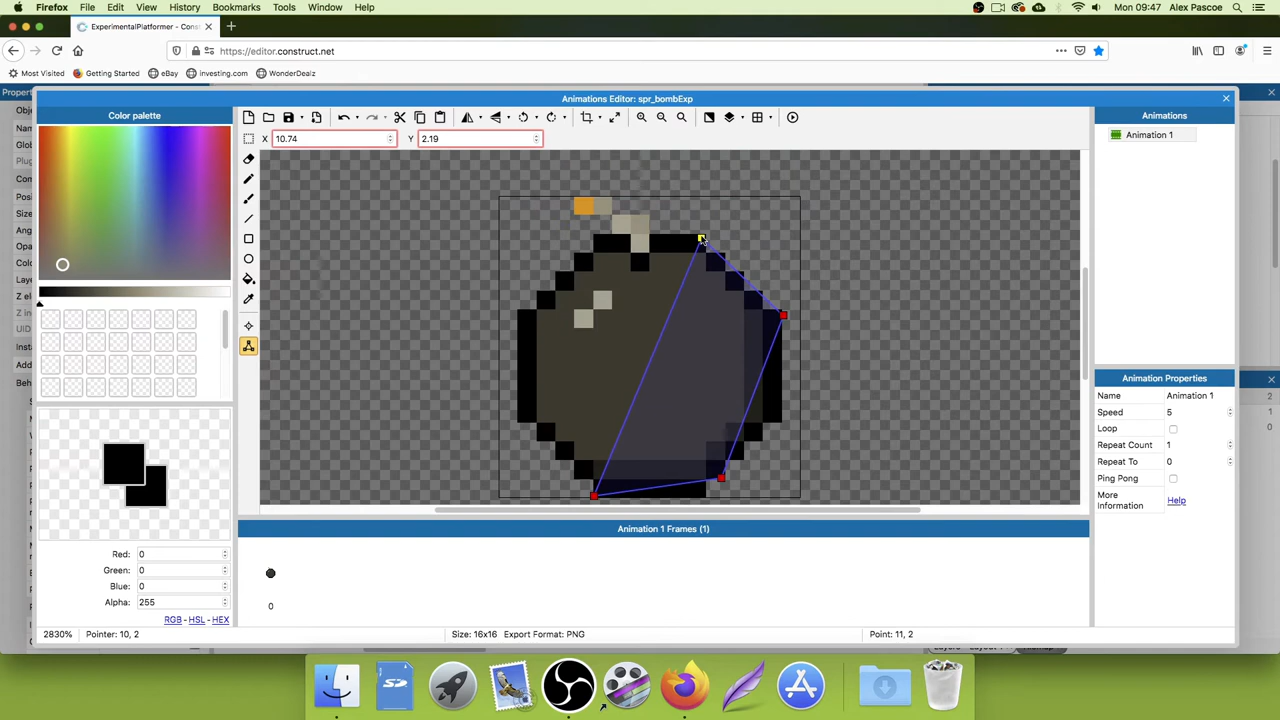 Firefox File Edit View History Bookmarks Tools Window Help Mon 09:47 Alex Pascoe
ExperimentalPlatformer - Cons
https://editor.construct.net
Most Visited Getting Started eBay investing.com WonderDealz
Animations Editor: spr_bombExp
Color palette
Animations
X 10.74 Y 2.19
Animation 1
Animation Properties
Name Animation 1
Speed 5
Loop
Repeat Count 1
Repeat To 0
Ping Pong
More Information Help
Animation 1 Frames (1)
0
Red: 0
Green: 0
Blue: 0
Alpha: 255
RGB - HSL - HEX
2830% Pointer: 10, 2 Size: 16x16 Export Format: PNG Point: 11, 2